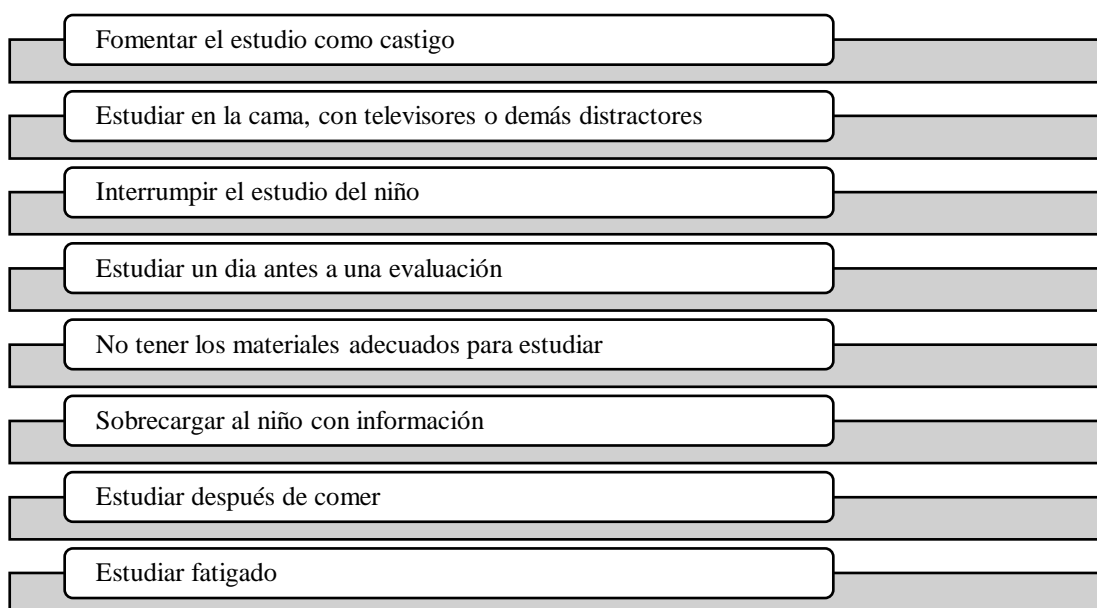 Fomentar el estudio como castigo
Estudiar en la cama, con televisores o demás distractores
Interrumpir el estudio del niño
Estudiar un dia antes a una evaluación
No tener los materiales adecuados para estudiar
Sobrecargar al niño con información
Estudiar después de comer
Estudiar fatigado